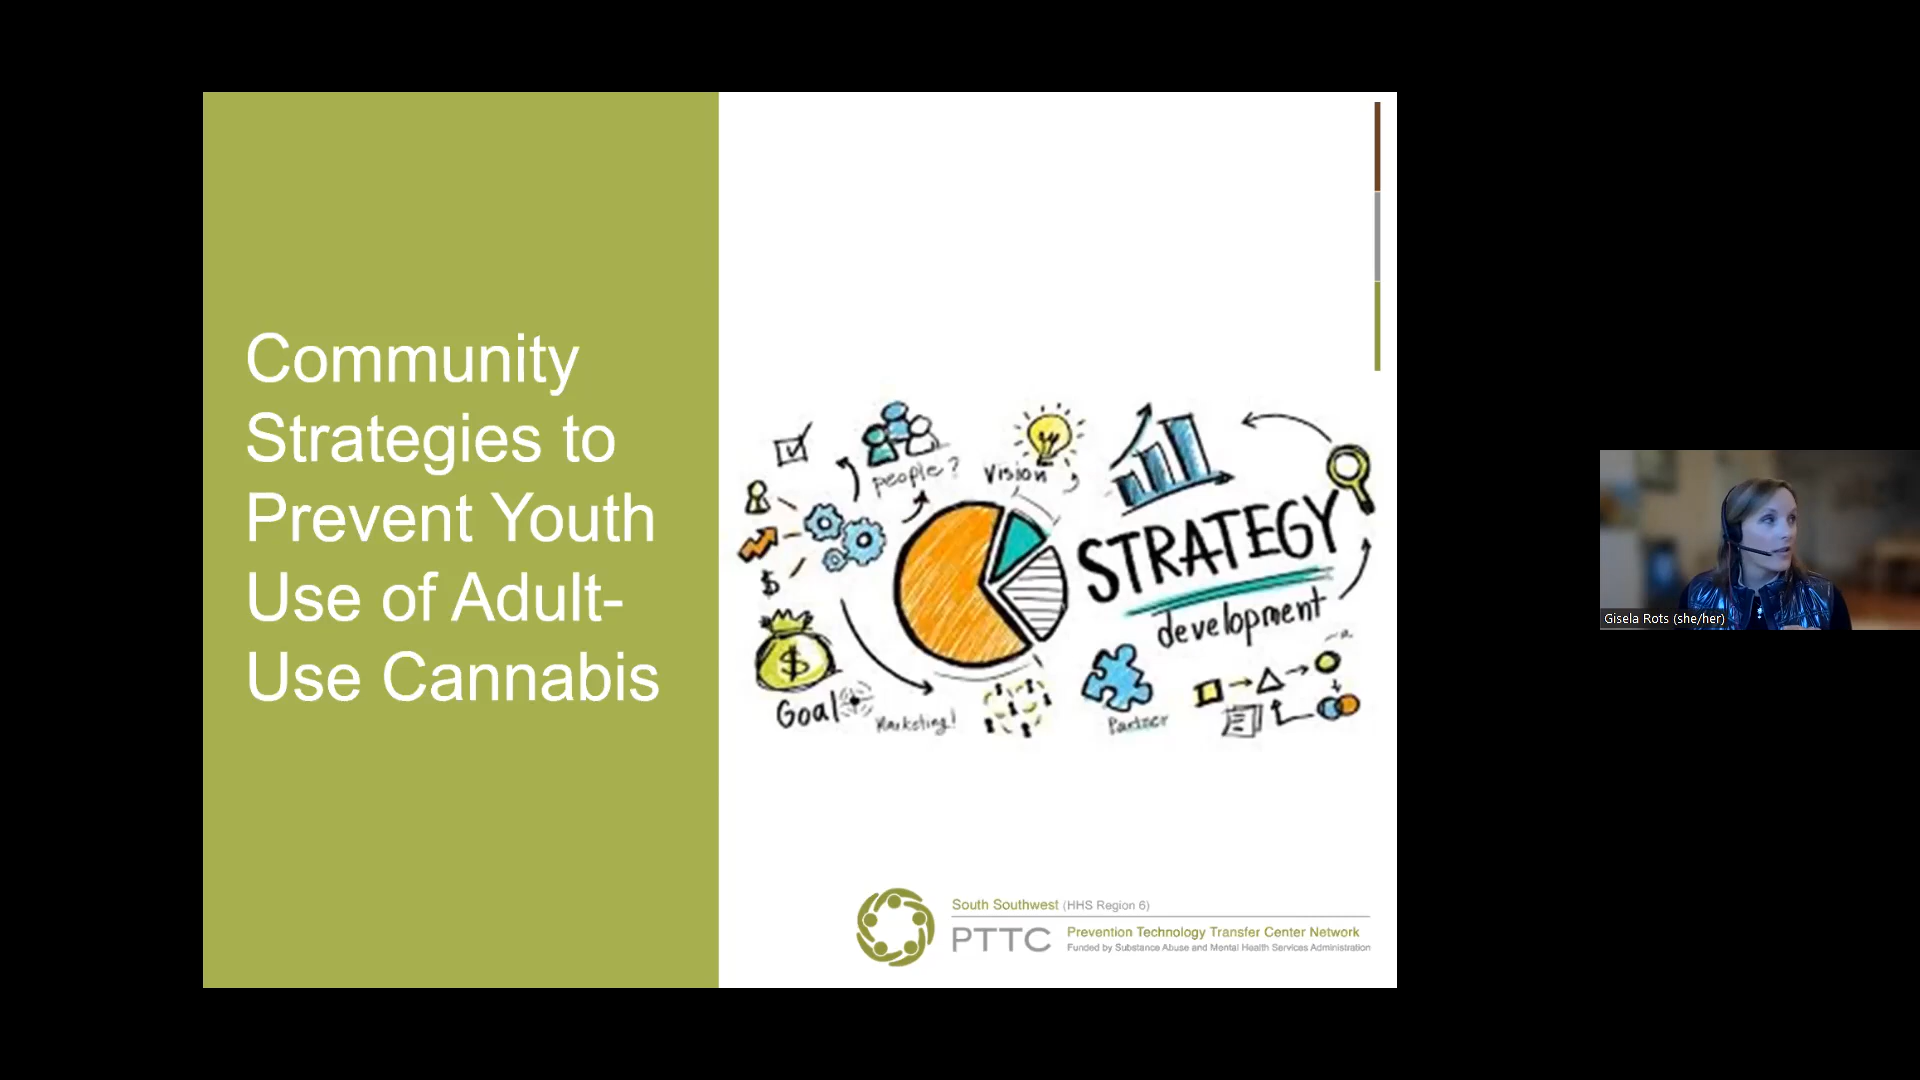 Community
Strategies to
Prevent Youth
Use of Adult-
Use Cannabis
people?
Vision
STRATEGY
development
$
$
Goal
Marketing!
Partner
South Southwest (HHS Region 6)
PTTC
Prevention Technology Transfer Center Network
Funded by Substance Abuse and Mental Health Services Administration
Gisela Rots (she/her)